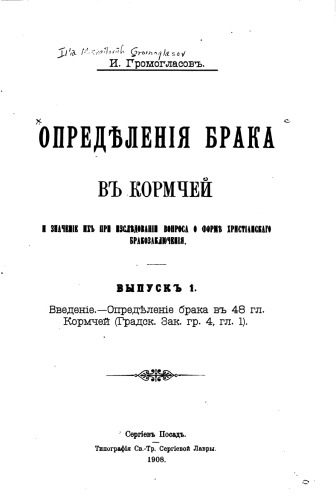 Il'ia Mikhailovich Gromoglasov
И. Громогласовъ.
ОПРЕДѢЛЕНІЯ БРАКА
ВЪ КОРМЧЕЙ
И ЗНАЧЕНІЕ ИХЪ ПРИ ИЗСЛѢДОВАНІИ ВОПРОСА О ФОРМѢ ХРИСТІАНСКАГО
БРАКОЗАКЛЮЧЕНІЯ.
ВЫПУСКЪ 1.
Введеніе.—Опредѣленіе брака въ 48 гл.
Кормчей (Градск. Зак. гр. 4, гл. 1).
Сергіевъ Посадъ.
Типографія Св.-Тр. Сергіевой Лавры.
1908.